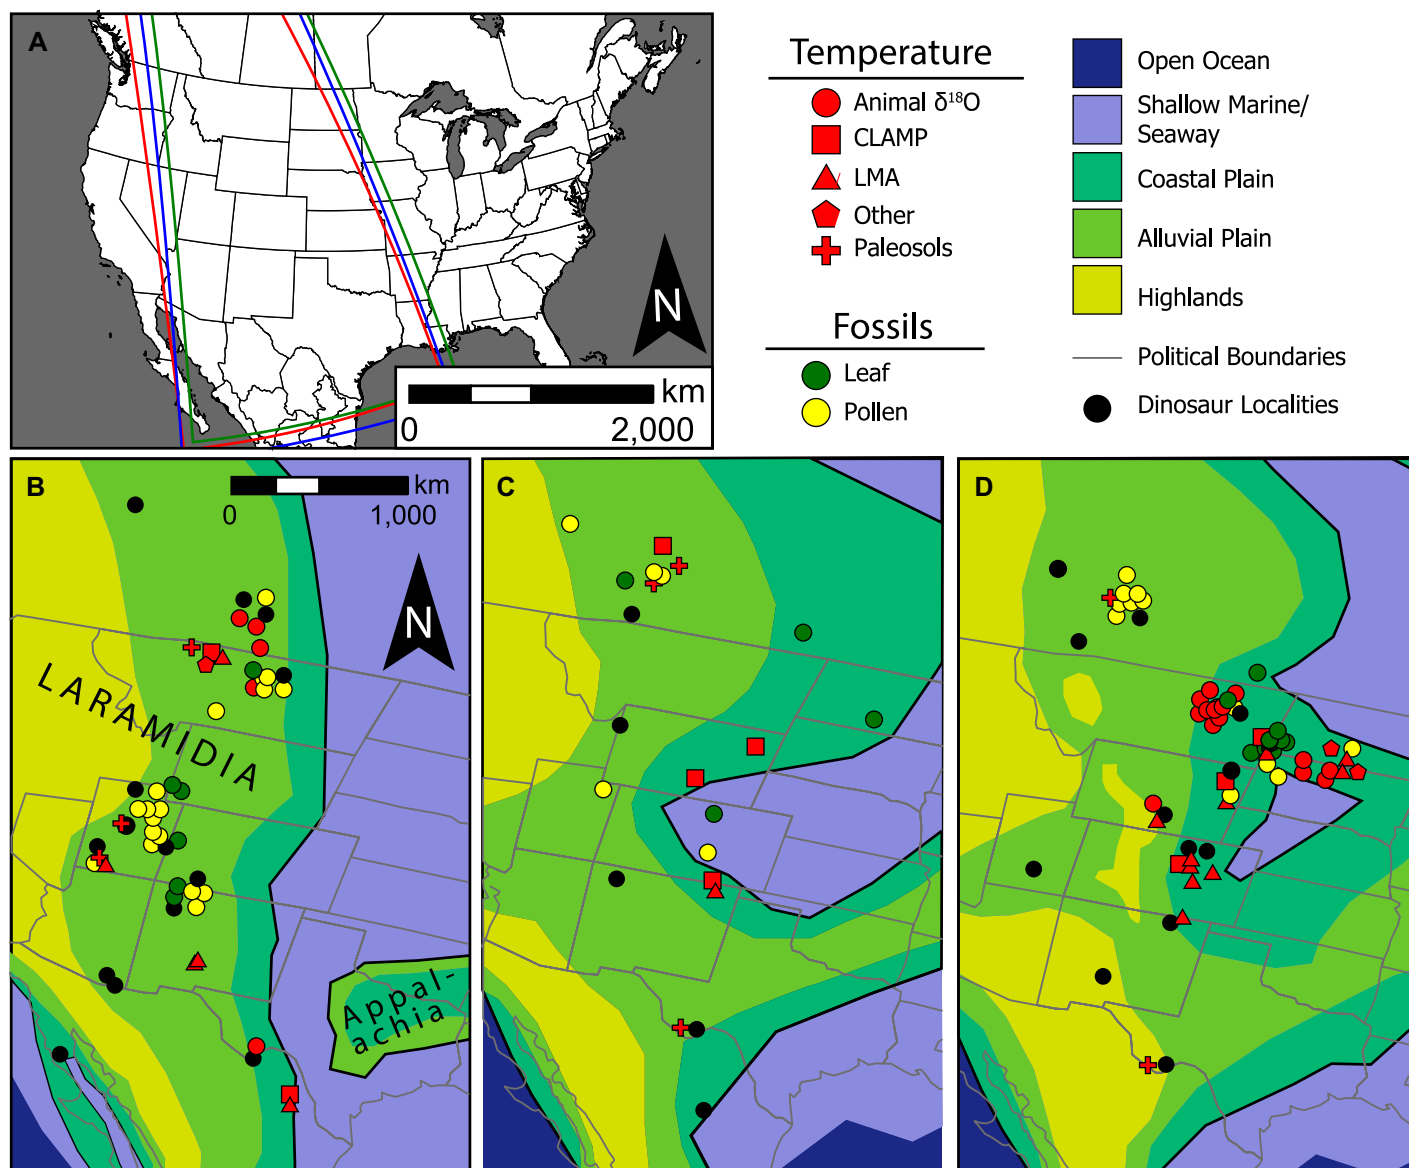 A
N
km
0
2,000
Temperature
Animal δ¹⁸O
CLAMP
LMA
Other
Paleosols
Fossils
Leaf
Pollen
Open Ocean
Shallow Marine/
Seaway
Coastal Plain
Alluvial Plain
Highlands
Political Boundaries
Dinosaur Localities
B
km
0
1,000
N
LARAMIDIA
Appal-
achia
C
D